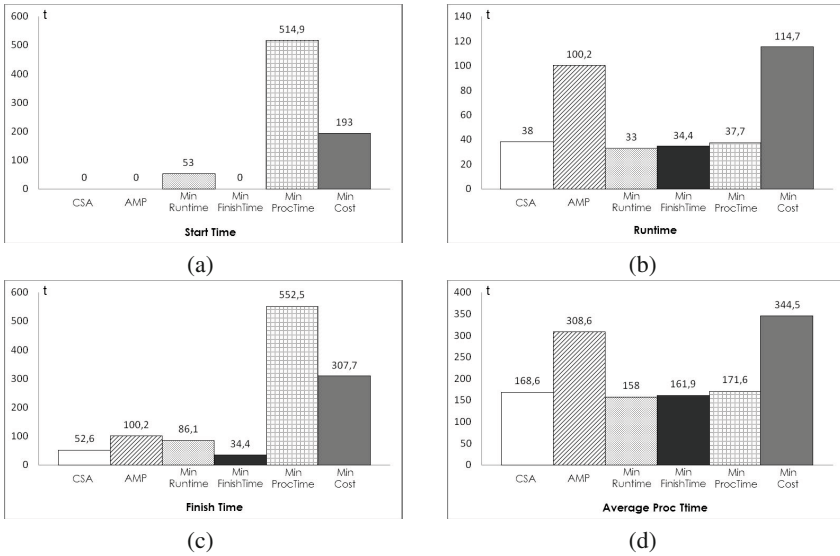 t
600
500
400
300
200
100
0
0
0
53
0
514,9
193
CSA
AMP
Min
Runtime
Min
FinishTime
Min
ProcTime
Min
Cost
Start Time
(a)
t
140
120
100
80
60
40
20
0
38
100,2
33
34,4
37,7
114,7
CSA
AMP
Min
Runtime
Min
FinishTime
Min
ProcTime
Min
Cost
Runtime
(b)
t
600
500
400
300
200
100
0
52,6
100,2
86,1
34,4
552,5
307,7
CSA
AMP
Min
Runtime
Min
FinishTime
Min
ProcTime
Min
Cost
Finish Time
(c)
t
400
350
300
250
200
150
100
50
0
168,6
308,6
158
161,9
171,6
344,5
CSA
AMP
Min
Runtime
Min
FinishTime
Min
ProcTime
Min
Cost
Average Proc Ttime
(d)